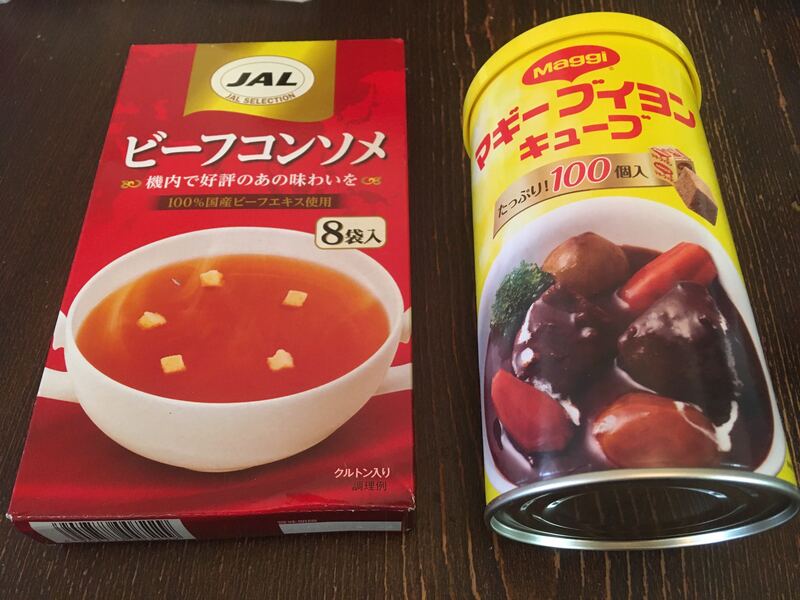 JAL
JAL SELECTION
ビーフコンソメ
機内で好評のあの味わいを
100%国産ビーフエキス使用
8袋入
クルトン入り
調理例
Maggi
マギー ブイヨン
キューブ
たっぷり!100個入